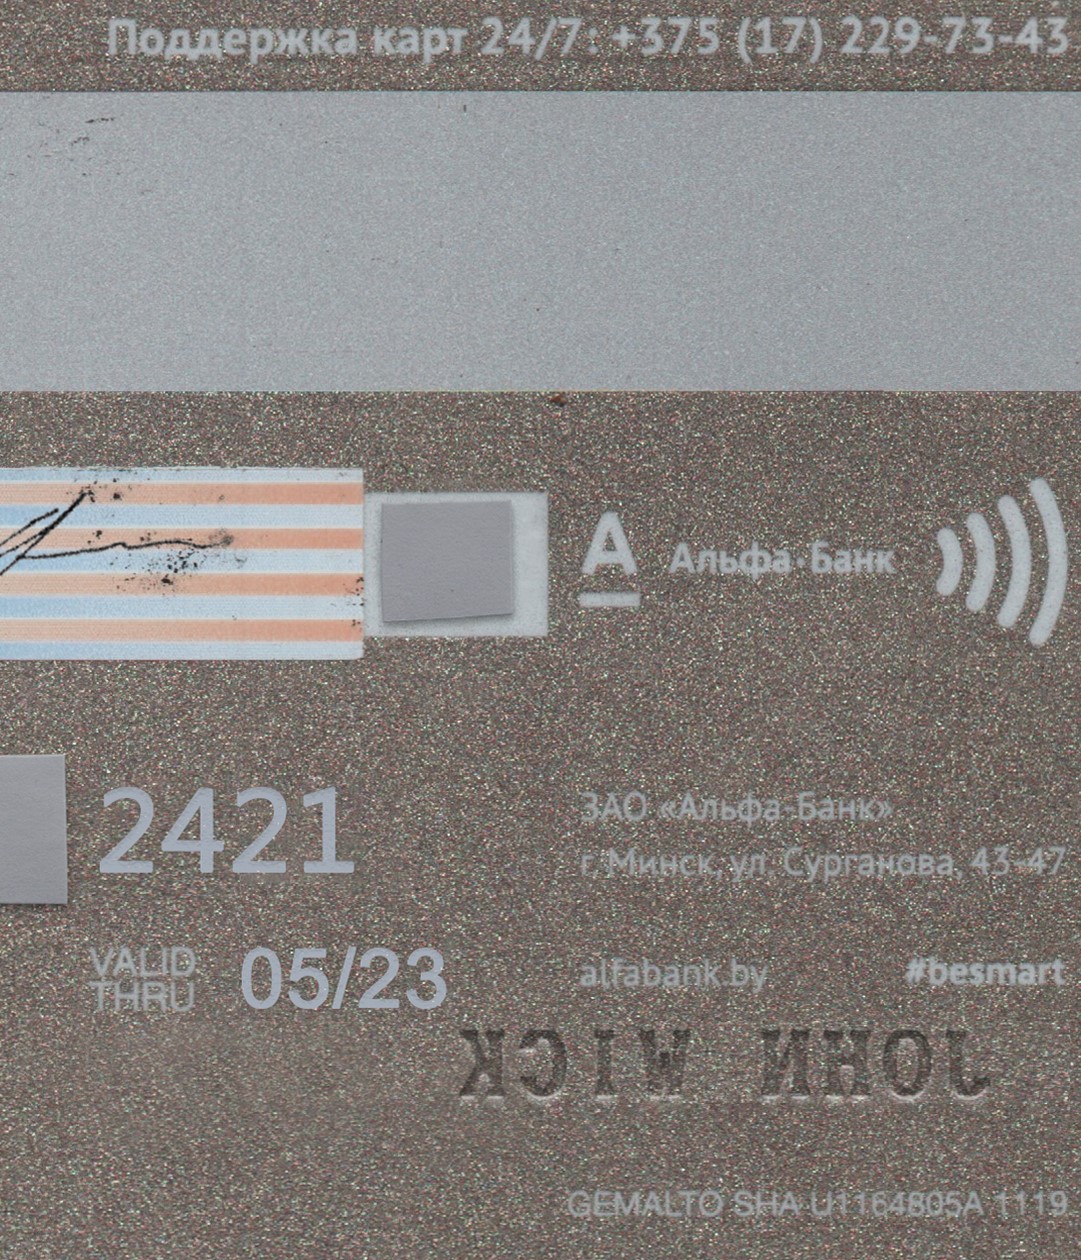 Поддержка карт 24/7: +375 (17) 229-73-43
А Альфа·Банк
2421
ЗАО «Альфа-Банк»
г. Минск, ул. Сурганова, 43-47
VALID THRU 05/23
alfabank.by #besmart
JOHN WICK
GEMALTO SHA U1164805A 1119